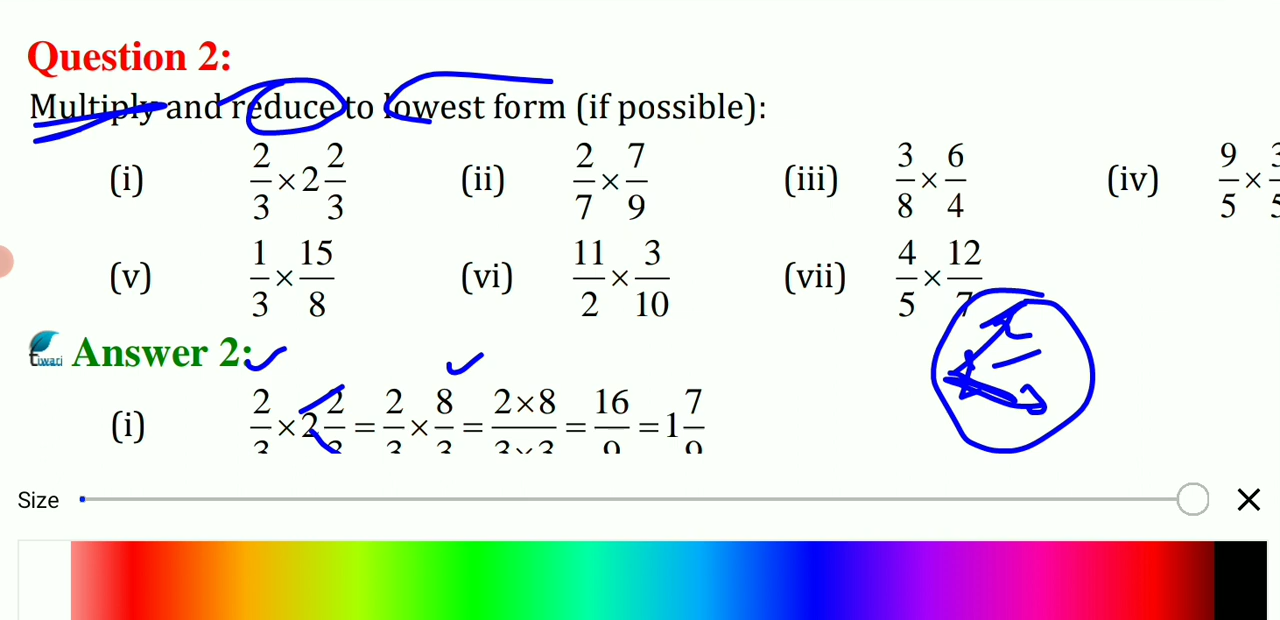 Question 2:
Multiply and reduce to lowest form (if possible):
(i) 2/3 × 2 2/3 (ii) 2/7 × 7/9 (iii) 3/8 × 6/4 (iv) 9/5 × 3/5
(v) 1/3 × 15/8 (vi) 11/2 × 3/10 (vii) 4/5 × 12/7
Tiwari Answer 2:
(i) 2/3 × 2 2/3 = 2/3 × 8/3 = 2×8/3×3 = 16/9 = 1 7/9
Size